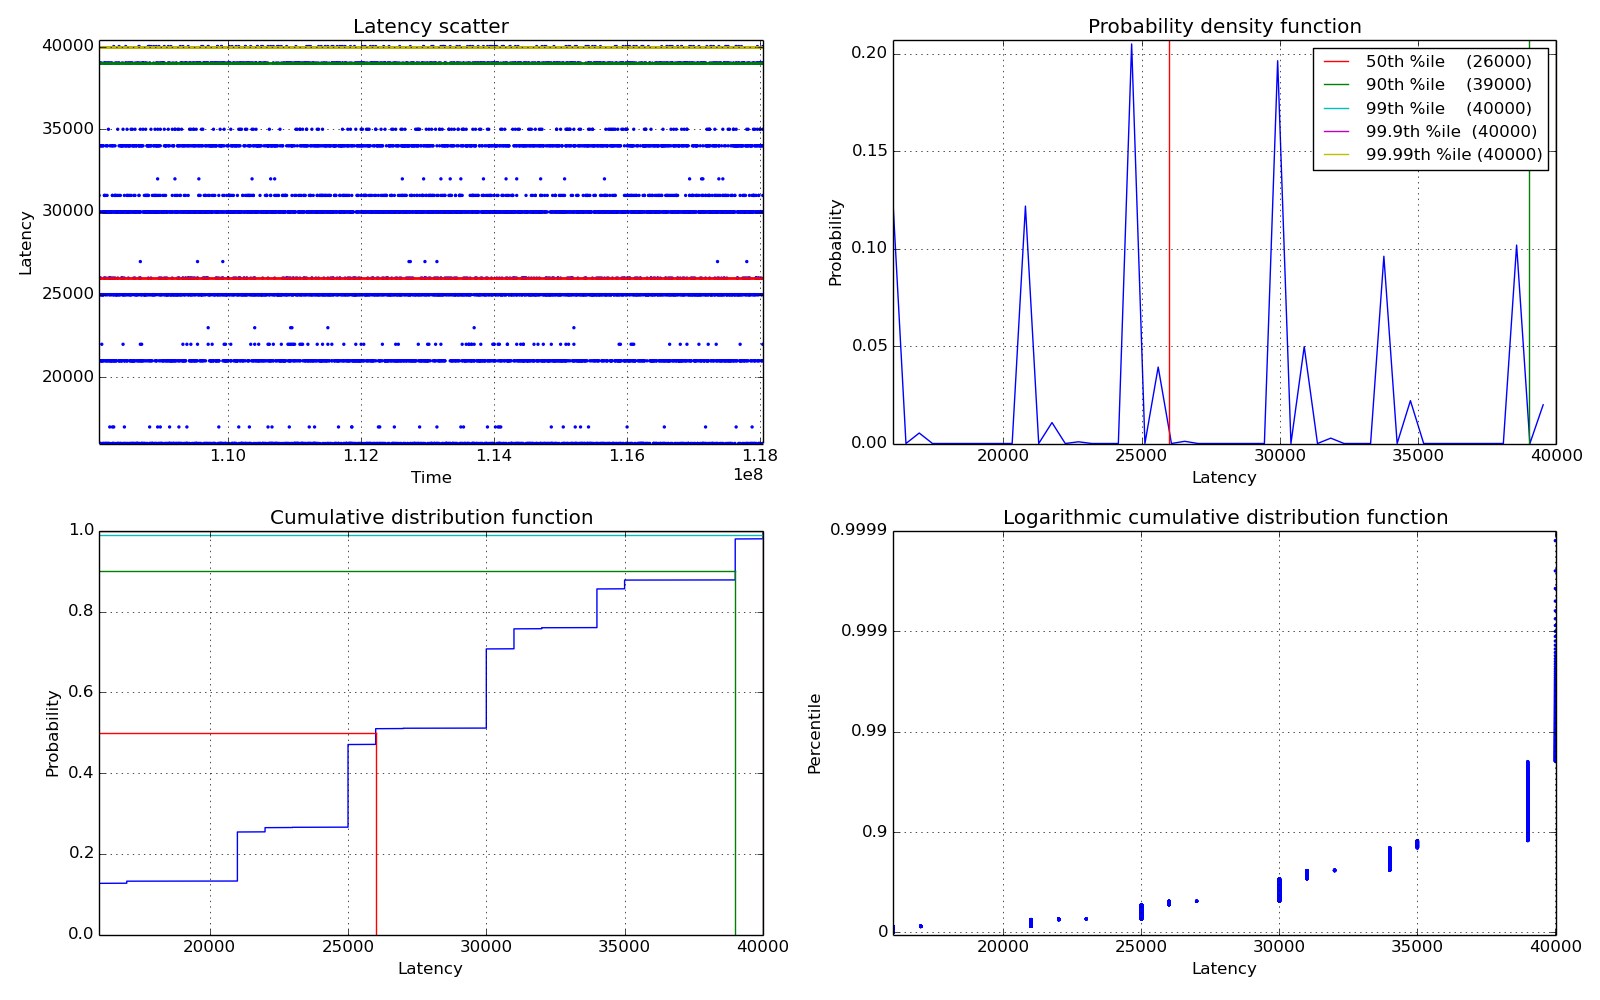 Latency scatter
40000
35000
30000
25000
20000
Latency
1.10
1.12
1.14
1.16
1.18
1e8
Time
Probability density function
0.20
0.15
0.10
0.05
0.00
Probability
50th %ile (26000)
90th %ile (39000)
99th %ile (40000)
99.9th %ile (40000)
99.99th %ile (40000)
20000
25000
30000
35000
40000
Latency
Cumulative distribution function
1.0
0.8
0.6
0.4
0.2
0.0
Probability
20000
25000
30000
35000
40000
Latency
Logarithmic cumulative distribution function
0.9999
0.999
0.99
0.9
0
Percentile
20000
25000
30000
35000
40000
Latency